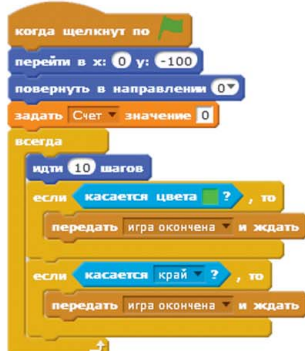 когда щелкнут по
перейти в x: 0 y: -100
повернуть в направлении 0
задать Счет значение 0
всегда
идти 10 шагов
если касается цвета ? , то
передать игра окончена и ждать
если касается край ? , то
передать игра окончена и ждать